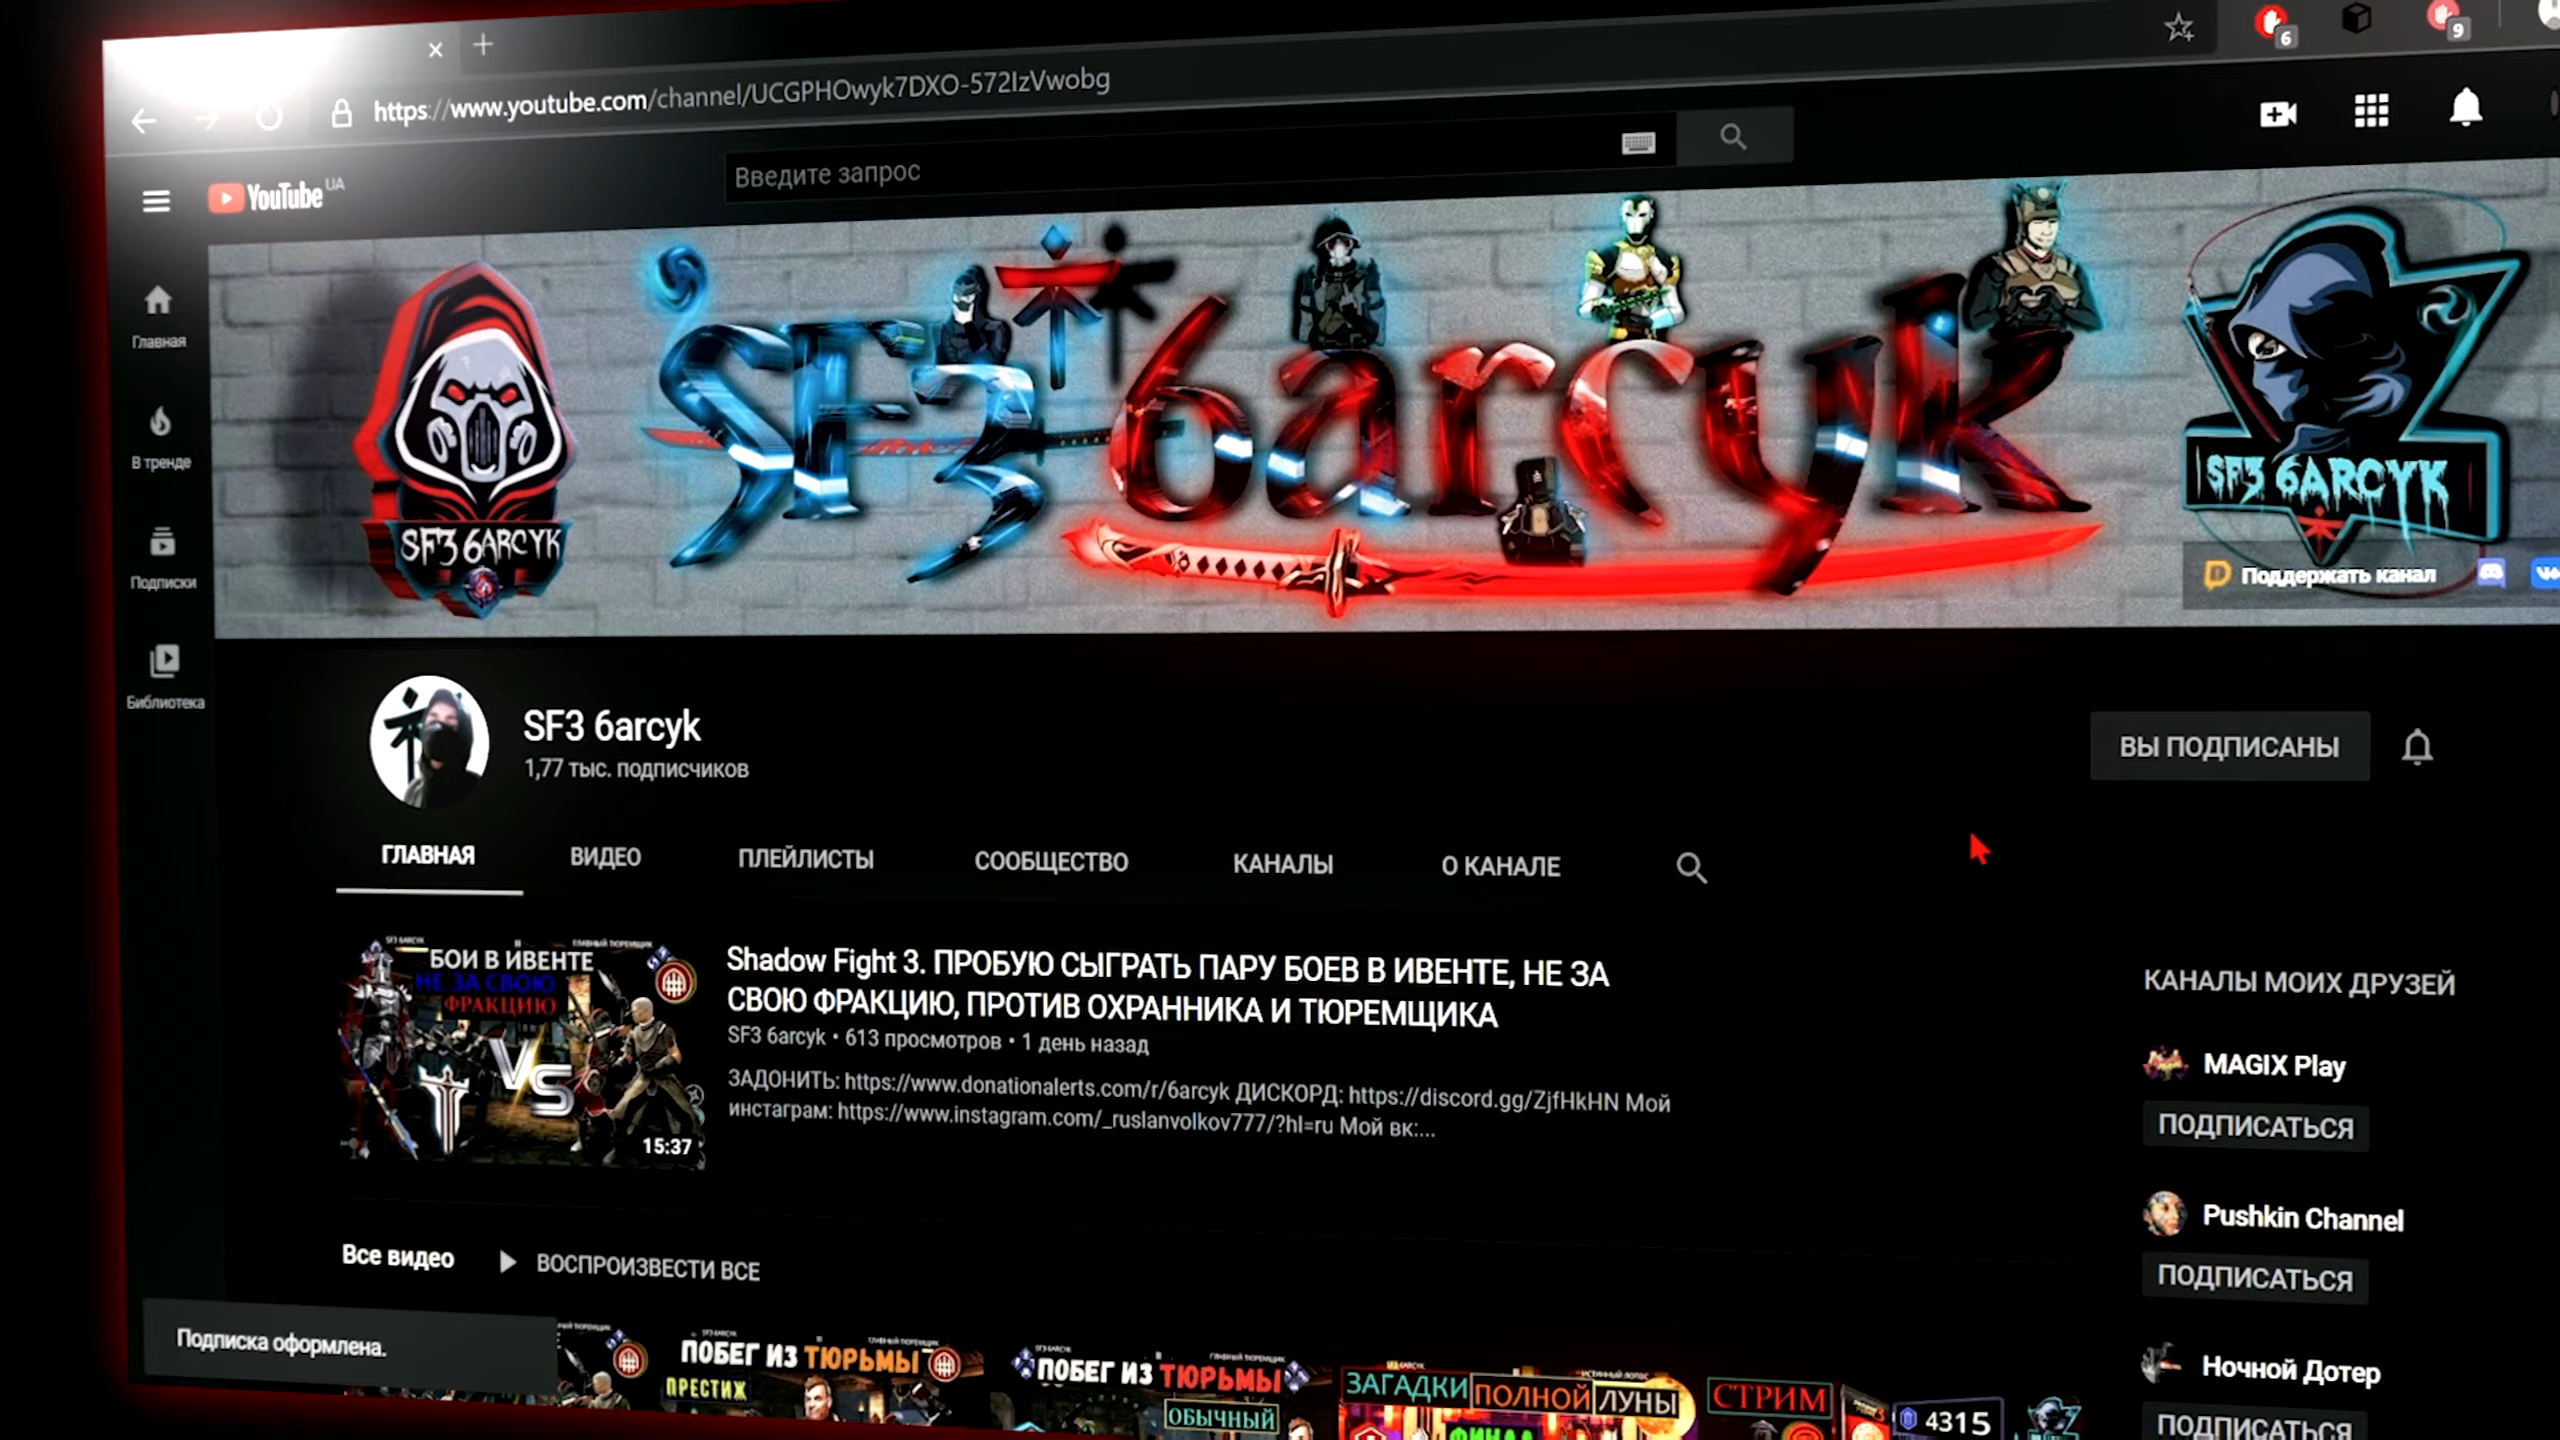 https://www.youtube.com/channel/UCGPHOwyk7DXO-572IzVwobg
6
9
YouTube UA
Введите запрос
Главная
В тренде
Подписки
Библиотека
SF3 6ARCYK
SF3 6arcyk
SF3 6ARCYK
Поддержать канал
SF3 6arcyk
1,77 тыс. подписчиков
ВЫ ПОДПИСАНЫ
ГЛАВНАЯ
ВИДЕО
ПЛЕЙЛИСТЫ
СООБЩЕСТВО
КАНАЛЫ
О КАНАЛЕ
SF3 6ARCYK
ГЛАВНЫЙ ТЮРЕМЩИК
БОИ В ИВЕНТЕ
НЕ ЗА СВОЮ
ФРАКЦИЮ
VS
15:37
Shadow Fight 3. ПРОБУЮ СЫГРАТЬ ПАРУ БОЕВ В ИВЕНТЕ, НЕ ЗА
СВОЮ ФРАКЦИЮ, ПРОТИВ ОХРАННИКА И ТЮРЕМЩИКА
SF3 6arcyk • 613 просмотров • 1 день назад
ЗАДОНИТЬ: https://www.donationalerts.com/r/6arcyk ДИСКОРД: https://discord.gg/ZjfHkHN Мой
инстаграм: https://www.instagram.com/_ruslanvolkov777/?hl=ru Мой вк:...
КАНАЛЫ МОИХ ДРУЗЕЙ
MAGIX Play
ПОДПИСАТЬСЯ
Pushkin Channel
ПОДПИСАТЬСЯ
Ночной Дотер
ПОДПИСАТЬСЯ
Все видео
ВОСПРОИЗВЕСТИ ВСЕ
Подписка оформлена.
ПОБЕГ ИЗ ТЮРЬМЫ
ПРЕСТИЖ
ПОБЕГ ИЗ ТЮРЬМЫ
ОБЫЧНЫЙ
ЗАГАДКИ ПОЛНОЙ ЛУНЫ
ФИНАЛ
СТРИМ
4315